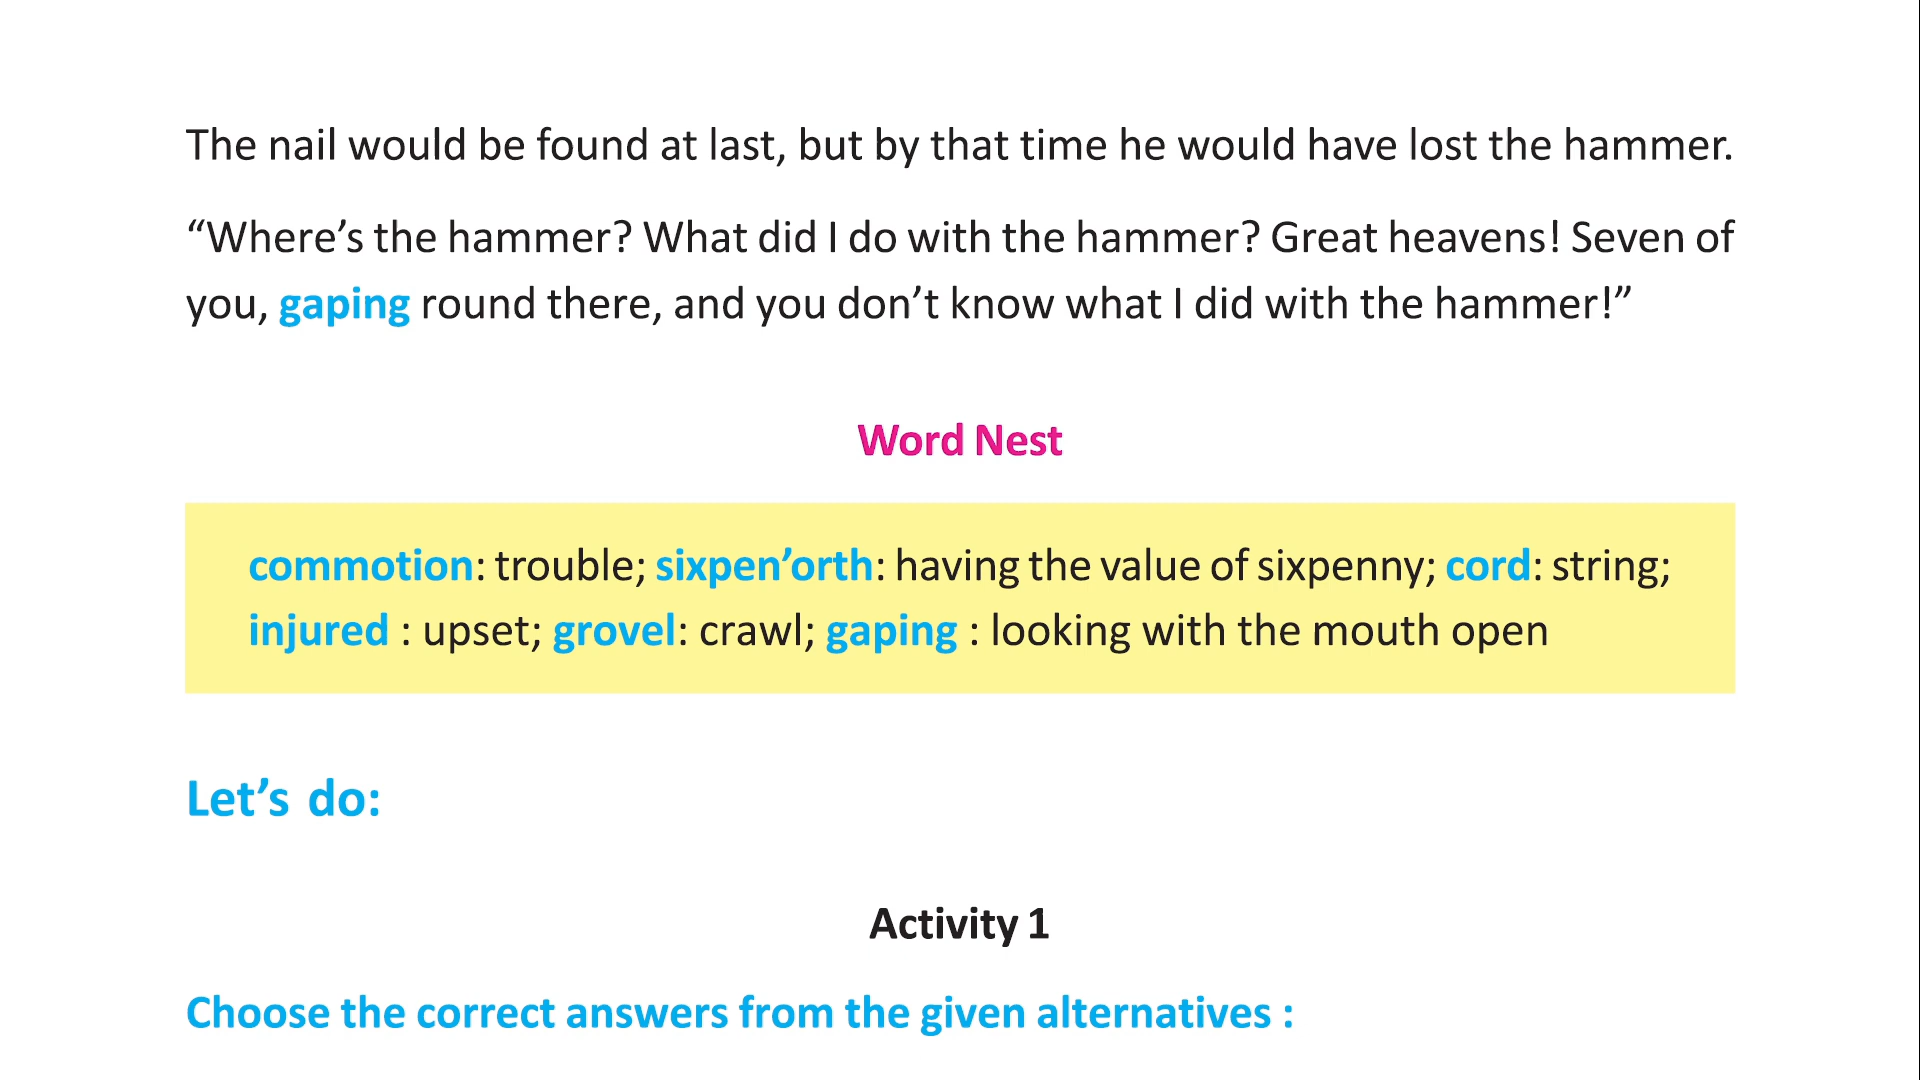 The nail would be found at last, but by that time he would have lost the hammer.
“Where’s the hammer? What did I do with the hammer? Great heavens! Seven of
you, gaping round there, and you don’t know what I did with the hammer!”
Word Nest
commotion: trouble; sixpen’orth: having the value of sixpenny; cord: string;
injured : upset; grovel: crawl; gaping : looking with the mouth open
Let’s do:
Activity 1
Choose the correct answers from the given alternatives :